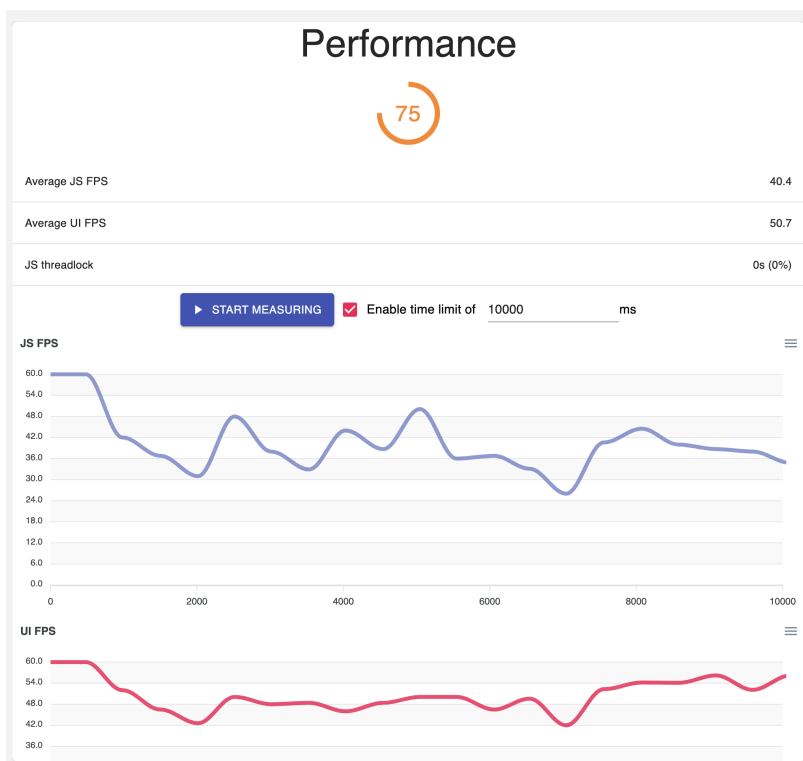 Performance
75
Average JS FPS 40.4
Average UI FPS 50.7
JS threadlock 0s (0%)
START MEASURING Enable time limit of 10000 ms
JS FPS
60.0
54.0
48.0
42.0
36.0
30.0
24.0
18.0
12.0
6.0
0.0
0 2000 4000 6000 8000 10000
UI FPS
60.0
54.0
48.0
42.0
36.0